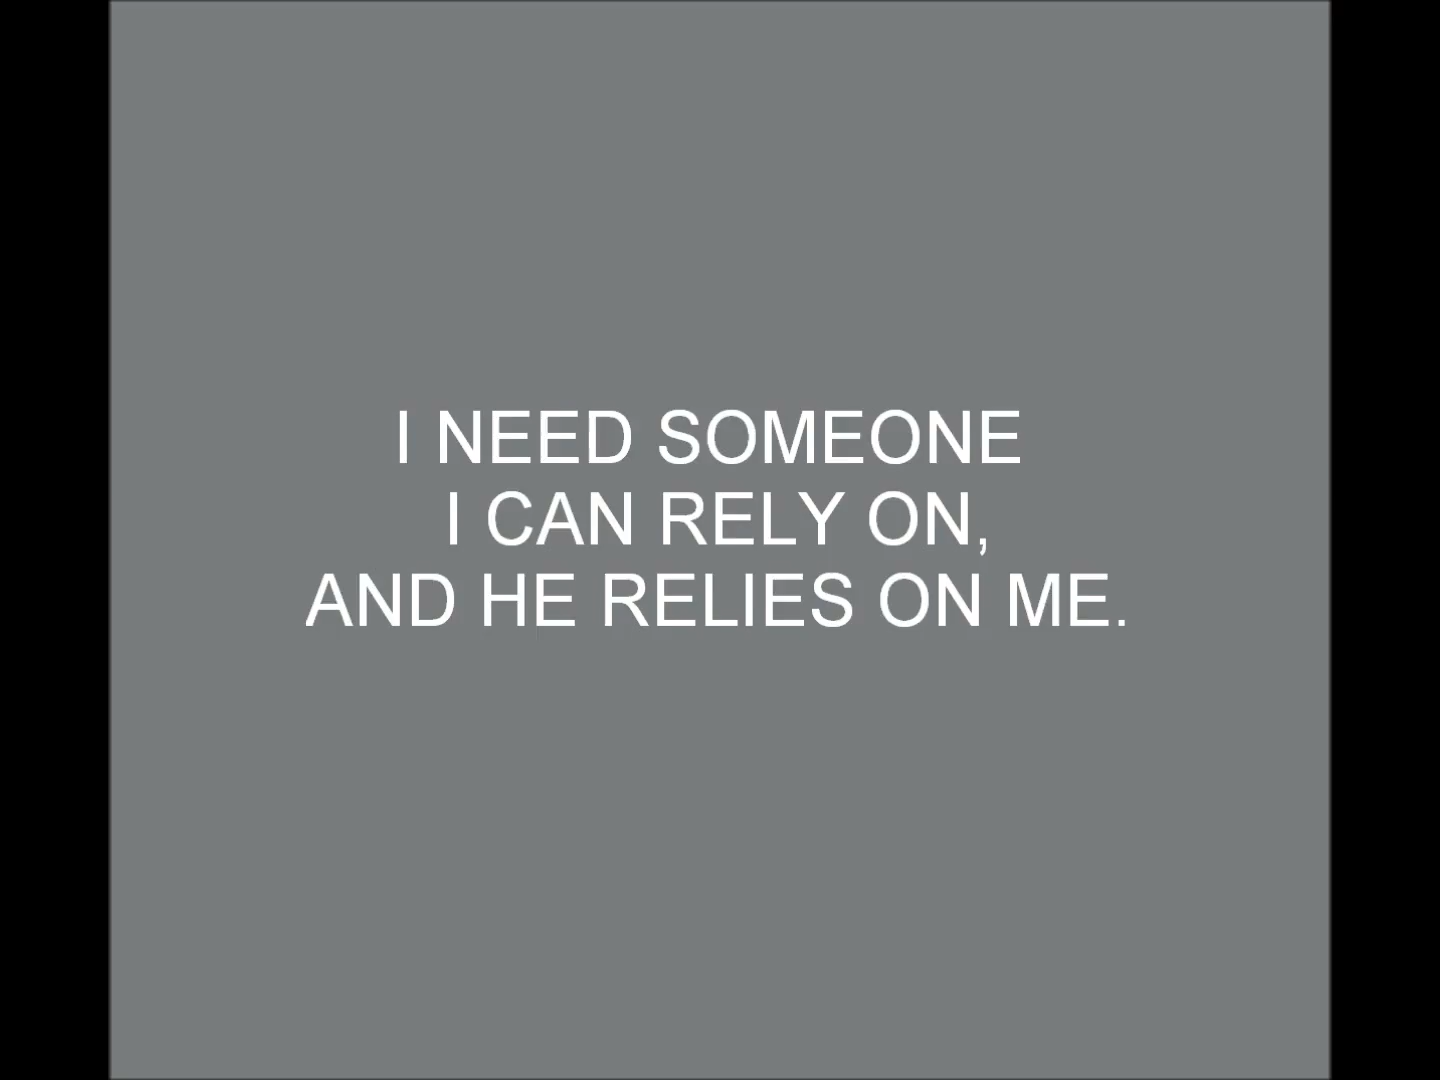 I NEED SOMEONE
I CAN RELY ON,
AND HE RELIES ON ME.